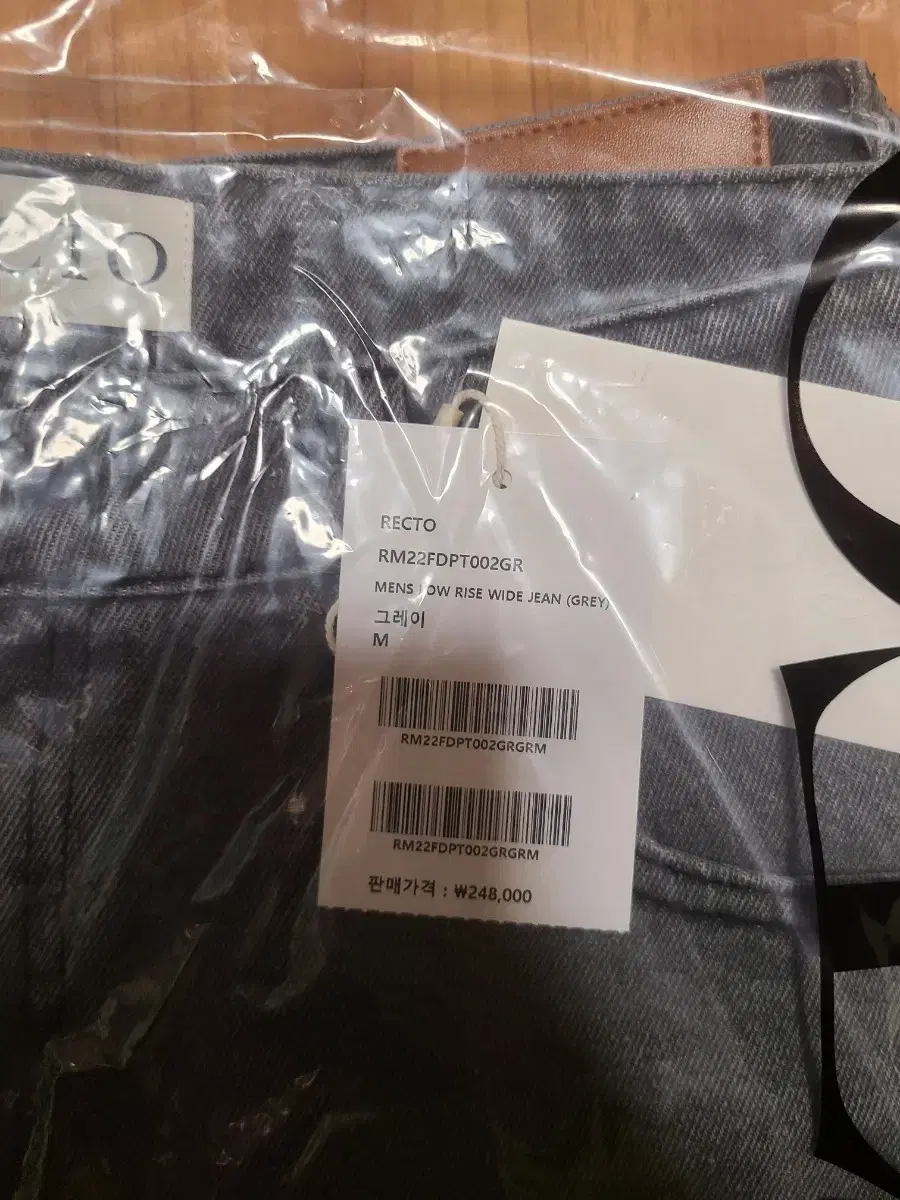 cto
RECTO
RM22FDPT002GR
MENS LOW RISE WIDE JEAN (GREY)
그레이
M
RM22FDPT002GRGRM
RM22FDPT002GRGRM
판매가격 : ₩248,000